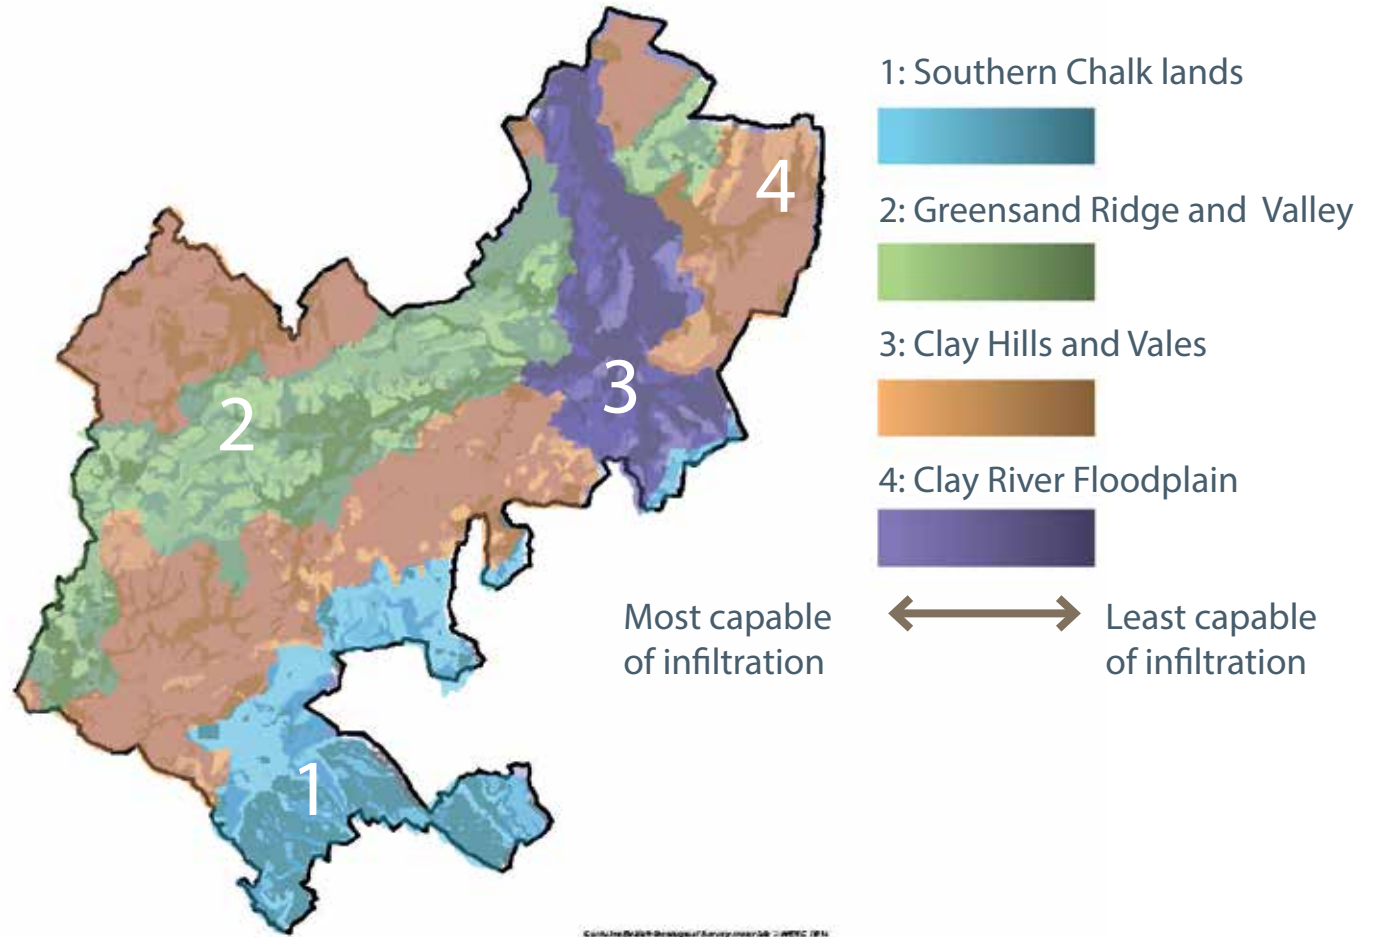 1: Southern Chalk lands
2: Greensand Ridge and Valley
3: Clay Hills and Vales
4: Clay River Floodplain
Most capable
of infiltration
Least capable
of infiltration
4
3
2
1